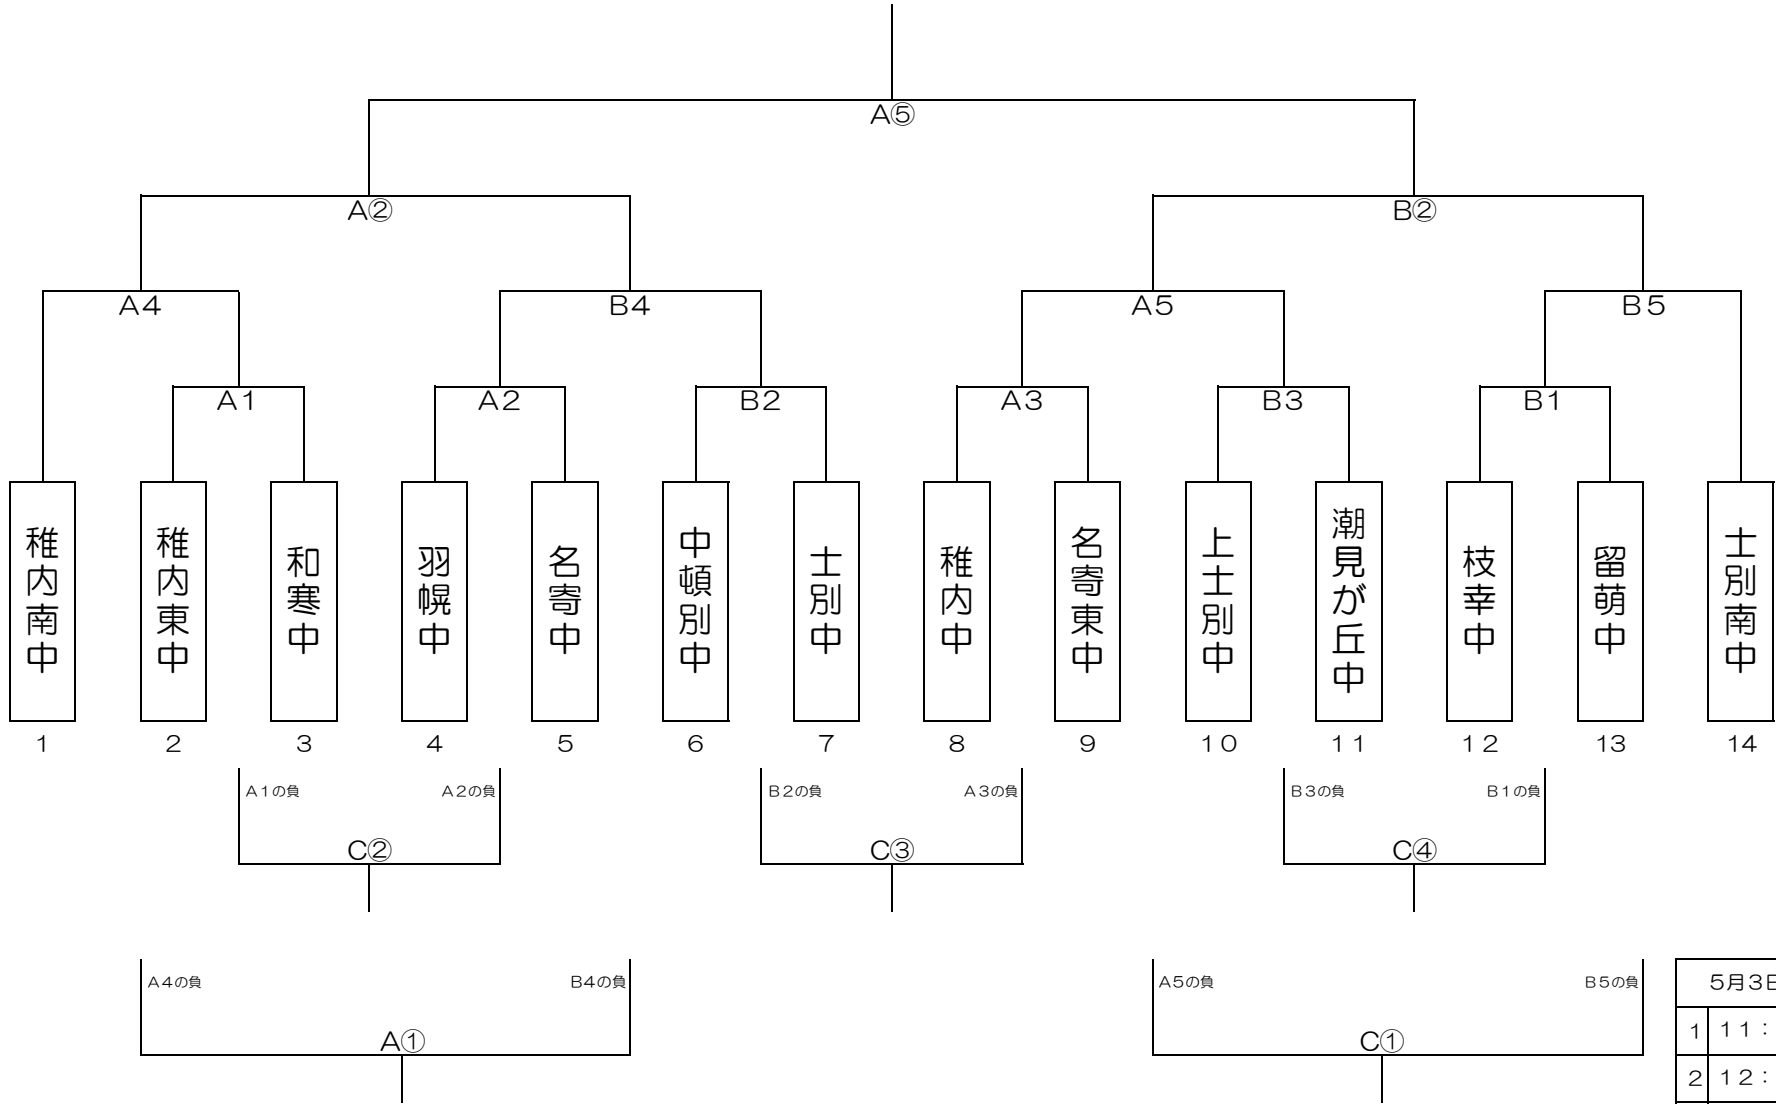 A⑤
A② B②
A4 B4 A5 B5
A1 A2 B2 A3 B3 B1
稚内南中
稚内東中
和寒中
羽幌中
名寄中
中頓別中
士別中
稚内中
名寄東中
上士別中
潮見が丘中
枝幸中
留萌中
士別南中
1 2 3 4 5 6 7 8 9 10 11 12 13 14
A1の負 A2の負 B2の負 A3の負 B3の負 B1の負
C② C③ C④
A4の負 B4の負 A5の負 B5の負
A① C①
5月3日
1 11:
2 12: